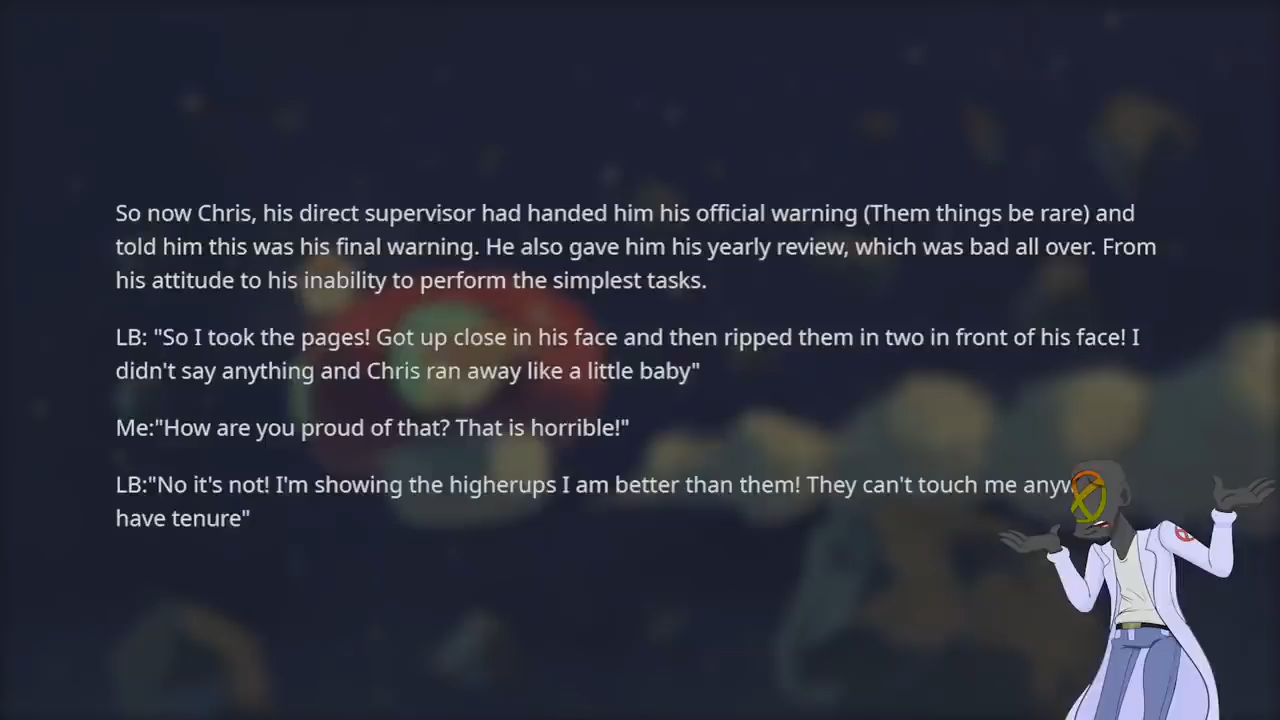 So now Chris, his direct supervisor had handed him his official warning (Them things be rare) and
told him this was his final warning. He also gave him his yearly review, which was bad all over. From
his attitude to his inability to perform the simplest tasks.
LB: "So I took the pages! Got up close in his face and then ripped them in two in front of his face! I
didn't say anything and Chris ran away like a little baby"
Me:"How are you proud of that? That is horrible!"
LB:"No it's not! I'm showing the higherups I am better than them! They can't touch me
have tenure"